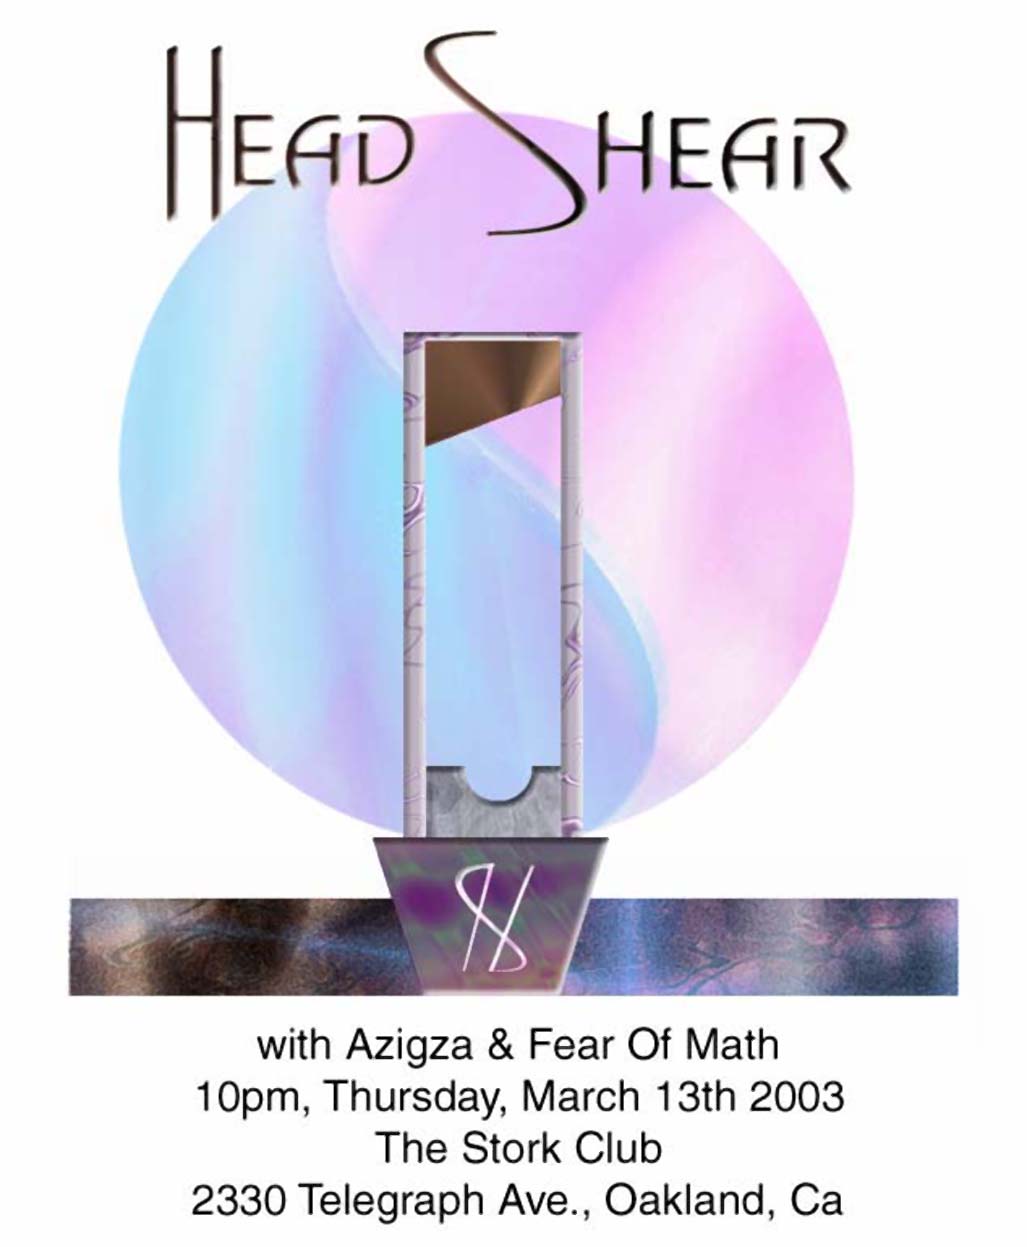 HEAD SHEAR
with Azigza & Fear Of Math
10pm, Thursday, March 13th 2003
The Stork Club
2330 Telegraph Ave., Oakland, Ca